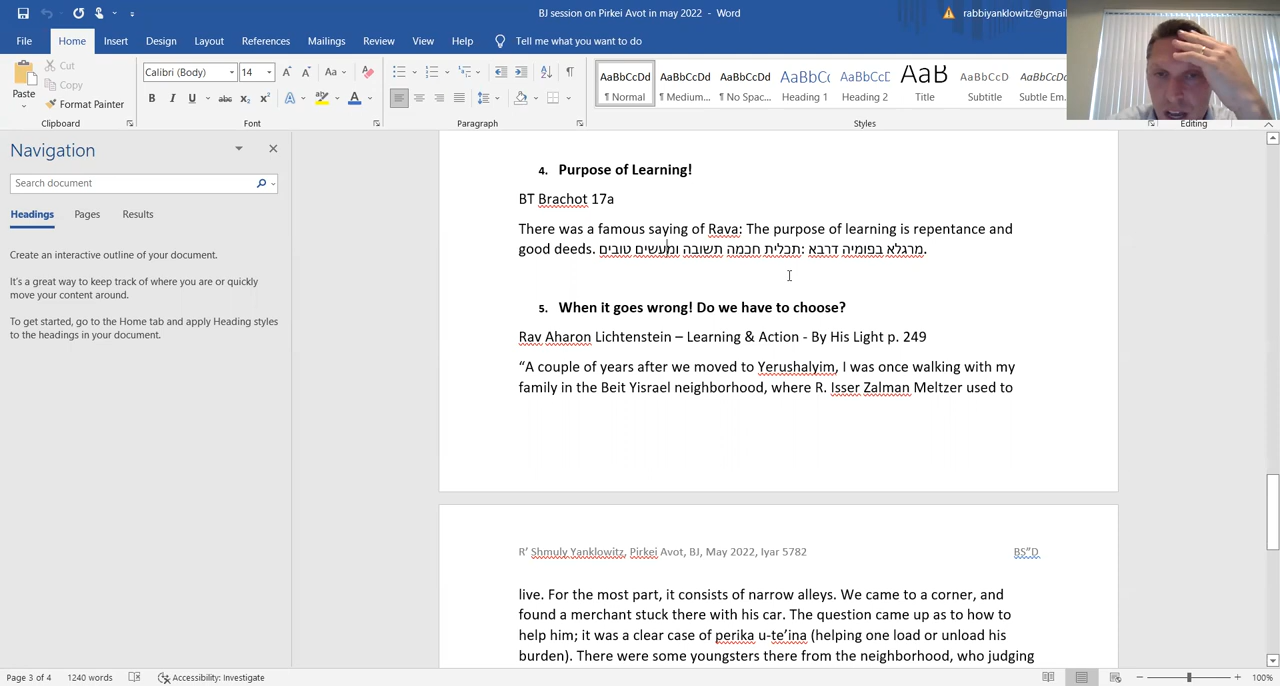 BJ session on Pirkei Avot in may 2022 - Word
rabbiyanklowitz@gmail
File Home Insert Design Layout References Mailings Review View Help Tell me what you want to do
Paste
Cut
Copy
Format Painter
Clipboard
Calibri (Body) 14
Font
Paragraph
AaBbCcDd AaBbCcDd AaBbCcDd AaBbCc AaBbCcE AaB AaBbCcD AaBbCcDd
¶ Normal ¶ Medium... ¶ No Spac... Heading 1 Heading 2 Title Subtitle Subtle Em...
Styles
Editing
Navigation
Search document
Headings Pages Results
Create an interactive outline of your document.
It's a great way to keep track of where you are or quickly
move your content around.
To get started, go to the Home tab and apply Heading styles
to the headings in your document.
4. Purpose of Learning!
BT Brachot 17a
There was a famous saying of Rava: The purpose of learning is repentance and
good deeds. מרגלא בפומיה דרבא: תכלית חכמה תשובה ומעשים טובים.
5. When it goes wrong! Do we have to choose?
Rav Aharon Lichtenstein – Learning & Action - By His Light p. 249
“A couple of years after we moved to Yerushalyim, I was once walking with my
family in the Beit Yisrael neighborhood, where R. Isser Zalman Meltzer used to
R’ Shmuly Yanklowitz, Pirkei Avot, BJ, May 2022, Iyar 5782
BS”D
live. For the most part, it consists of narrow alleys. We came to a corner, and
found a merchant stuck there with his car. The question came up as to how to
help him; it was a clear case of perika u-te’ina (helping one load or unload his
burden). There were some youngsters there from the neighborhood, who judging
Page 3 of 4 1240 words Accessibility: Investigate
100%